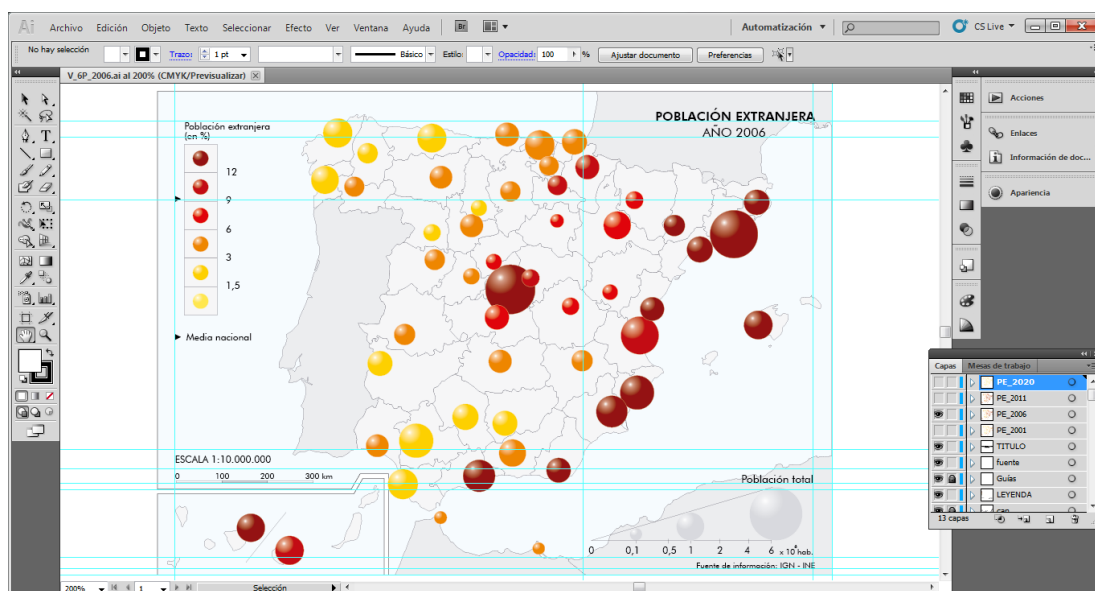 Ai Archivo Edición Objeto Texto Seleccionar Efecto Ver Ventana Ayuda Br Automatización CS Live
No hay selección Trazo: 1 pt Básico Estilo: Opacidad: 100 % Ajustar documento Preferencias
V_6P_2006.ai al 200% (CMYK/Previsualizar)
POBLACIÓN EXTRANJERA
AÑO 2006
Población extranjera
(en %)
12
9
6
3
1,5
Media nacional
ESCALA 1:10.000.000
0 100 200 300 km
Población total
0 0,1 0,5 1 2 4 6 x 10⁶ hab.
Fuente de información: IGN - INE
Acciones
Enlaces
Información de doc...
Apariencia
Capas Mesas de trabajo
PE_2020
PE_2011
PE_2006
PE_2001
TITULO
fuente
Guías
LEYENDA
cap
13 capas
200% 1 Selección